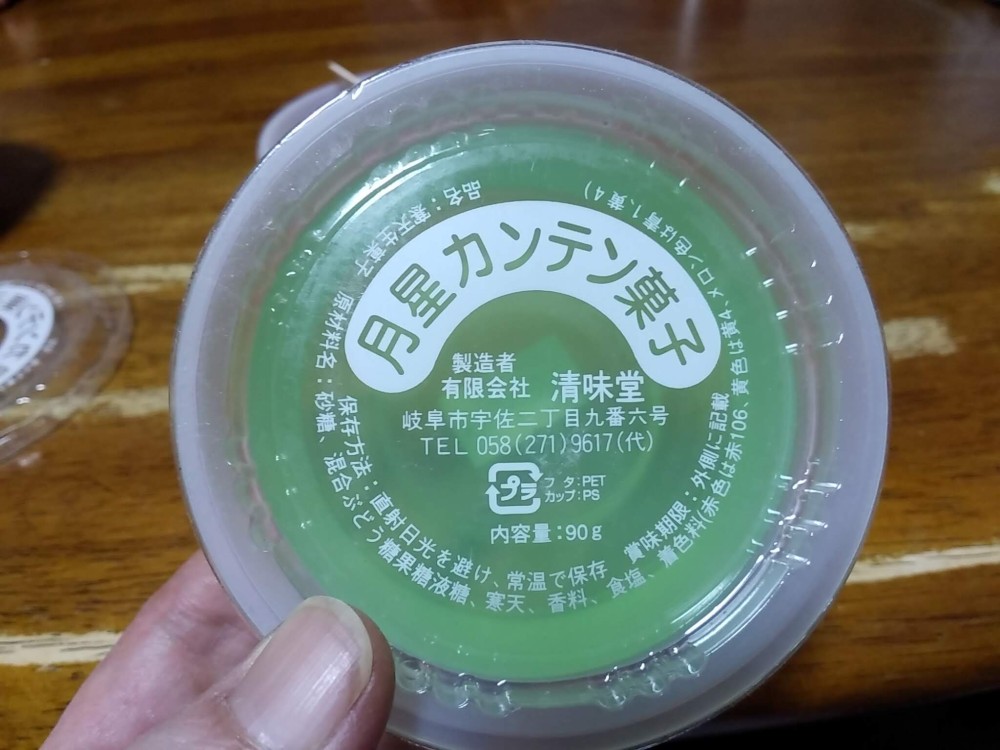 月星カンテン菓子
製造者
有限会社 清味堂
岐阜市宇佐二丁目九番六号
TEL 058(271)9617(代)
プラ
フタ:PET
カップ:PS
内容量:90g
保存方法:直射日光を避け、常温で保存 賞味期限:外側に記載
品名:寒天生菓子 原材料名:砂糖、混合ぶどう糖果糖液糖、寒天、香料、食塩、着色料(赤色は赤106、黄色は黄4、メロン色は青1、黄4)